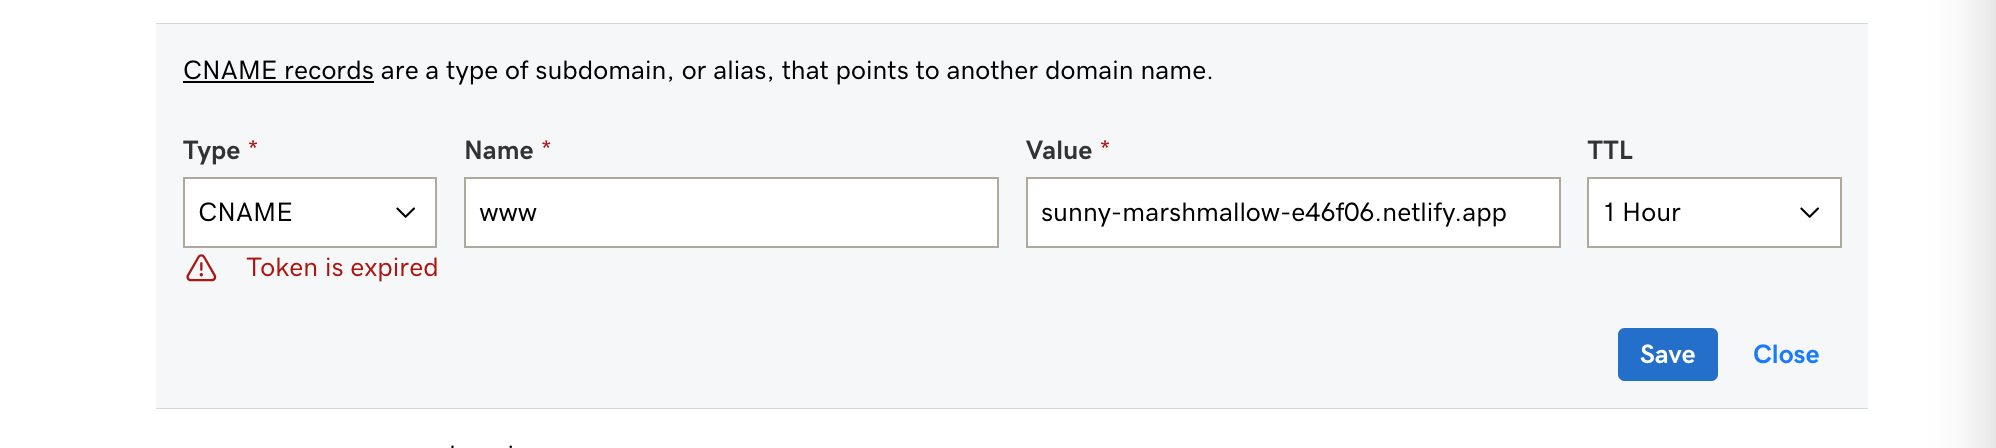 CNAME records are a type of subdomain, or alias, that points to another domain name.
Type * Name * Value * TTL
CNAME www sunny-marshmallow-e46f06.netlify.app 1 Hour
Token is expired
Save Close